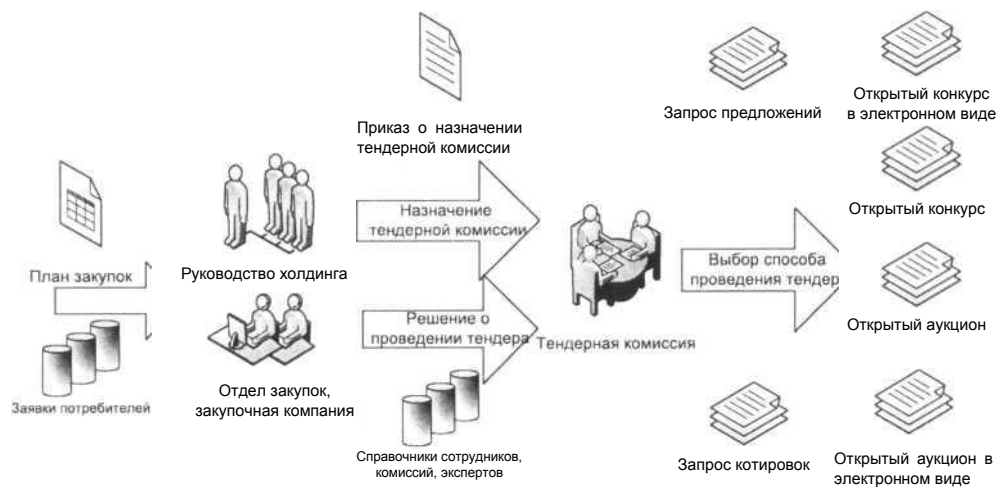 Приказ о назначении
тендерной комиссии
Запрос предложений
Открытый конкурс
в электронном виде
Открытый конкурс
План закупок
Руководство холдинга
Назначение
тендерной комиссии
Выбор способа
проведения тендер
Открытый аукцион
Решение о
проведении тендера
Тендерная комиссия
Заявки потребителей
Отдел закупок,
закупочная компания
Справочники сотрудников,
комиссий, экспертов
Запрос котировок
Открытый аукцион в
электронном виде